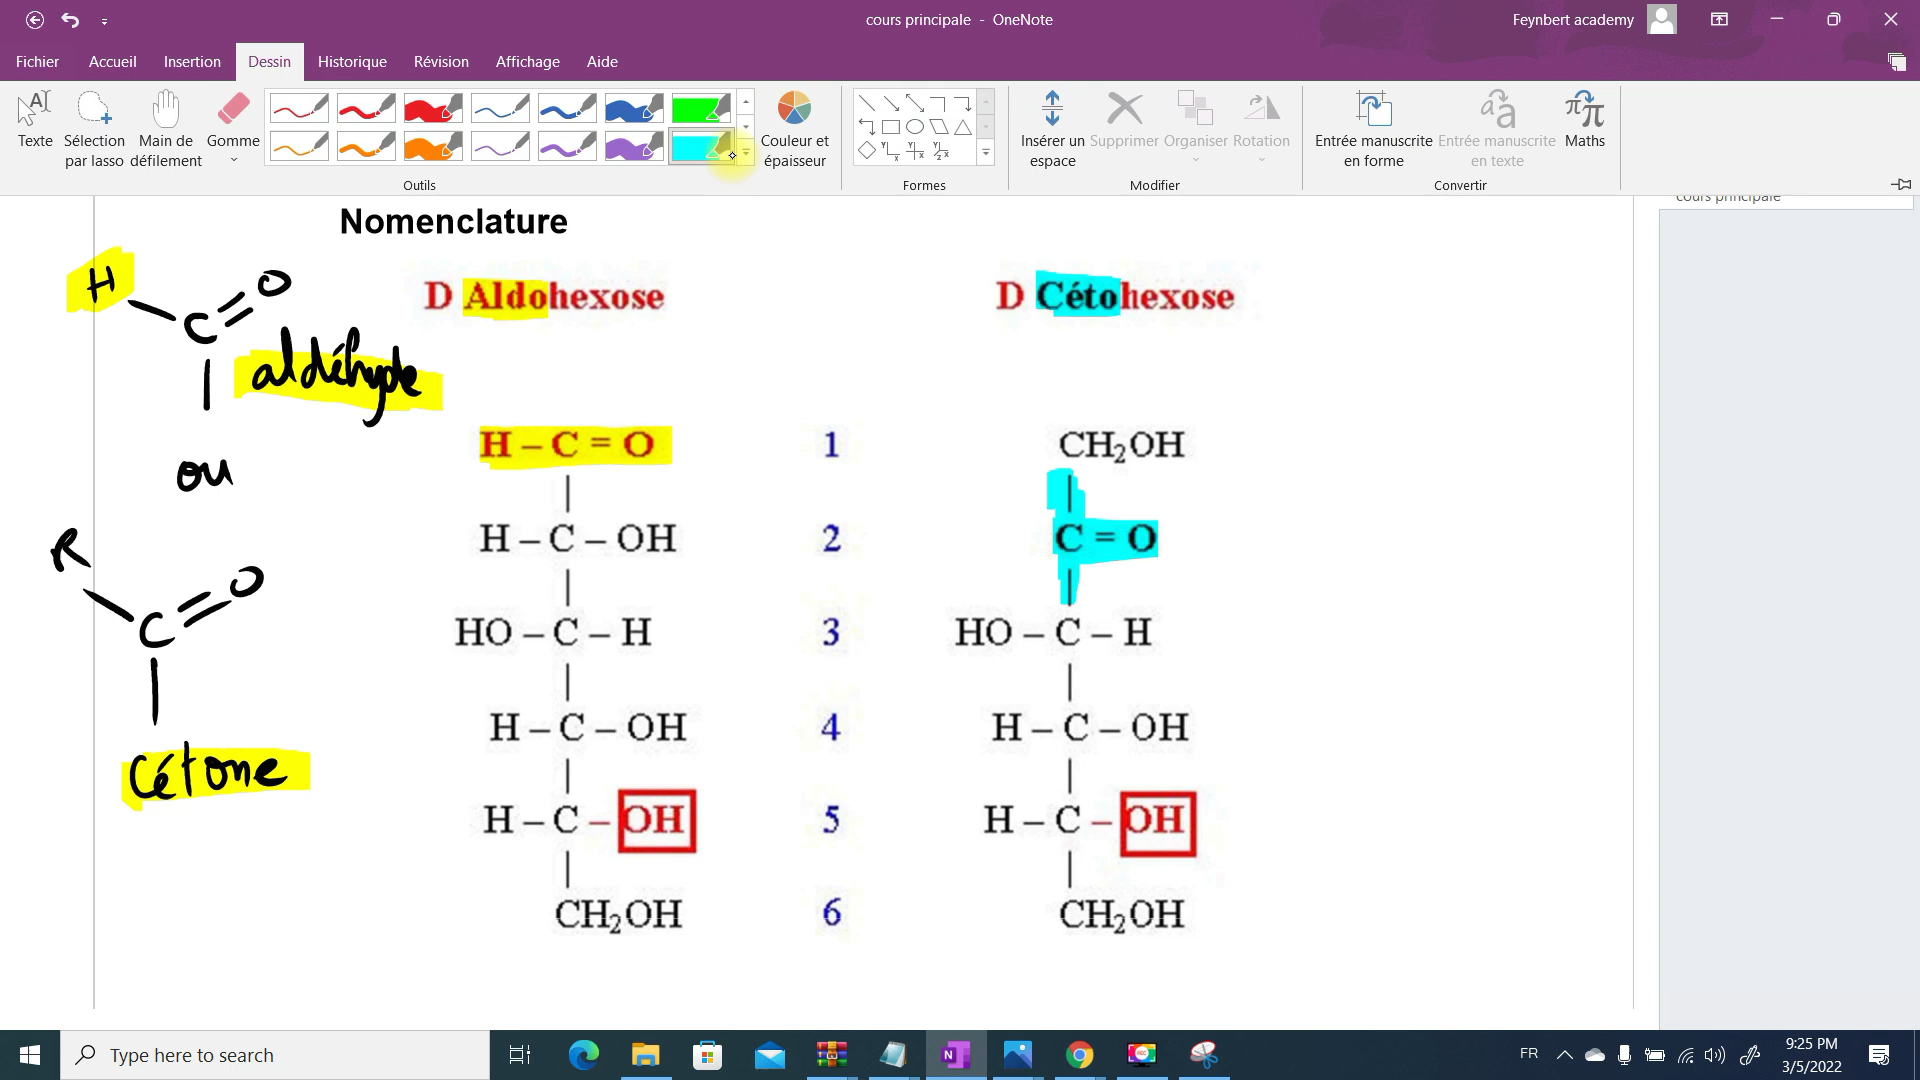 cours principale - OneNote
Feynbert academy
Fichier Accueil Insertion Dessin Historique Révision Affichage Aide
Texte
Sélection par lasso
Main de défilement
Gomme
Couleur et épaisseur
Insérer un espace
Supprimer
Organiser
Rotation
Entrée manuscrite en forme
Entrée manuscrite en texte
Maths
Outils
Formes
Modifier
Convertir
cours principale
Nomenclature
H
C
O
aldéhyde
ou
R
C
O
Cétone
D Aldohexose
D Cétohexose
H – C = O 1 CH₂OH
H – C – OH 2 C = O
HO – C – H 3 HO – C – H
H – C – OH 4 H – C – OH
H – C – OH 5 H – C – OH
CH₂OH 6 CH₂OH
Type here to search
FR
9:25 PM
3/5/2022